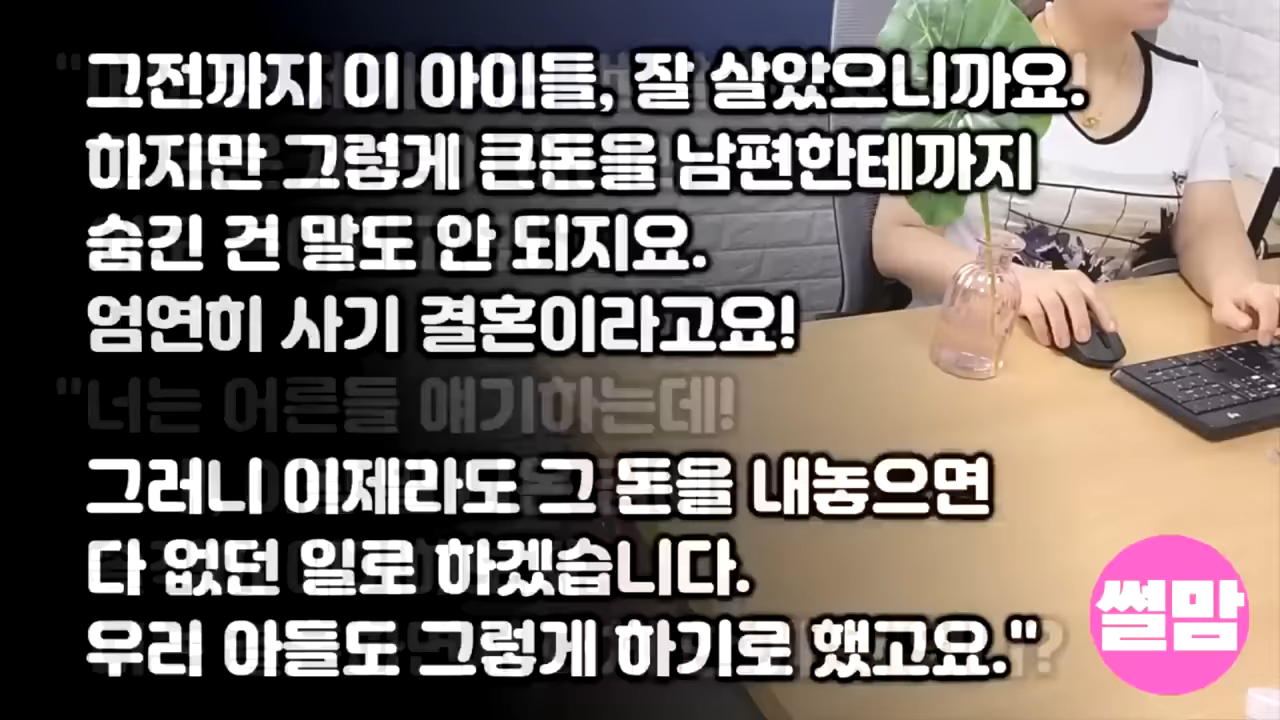 그전까지 이 아이들, 잘 살았으니까요.
하지만 그렇게 큰돈을 남편한테까지
숨긴 건 말도 안 되지요.
엄연히 사기 결혼이라고요!
"너는 어른들 얘기하는데!
그러니 이제라도 그 돈을 내놓으면
다 없던 일로 하겠습니다.
우리 아들도 그렇게 하기로 했고요."
썰맘